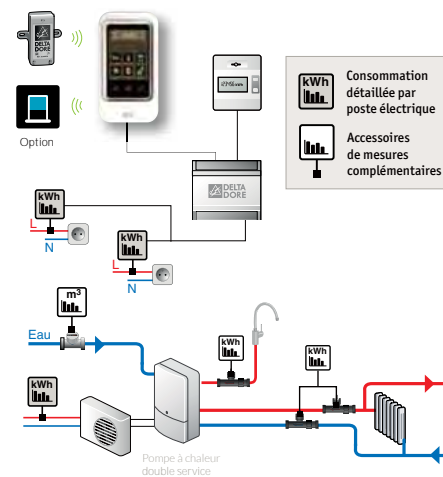 DELTA
DORE
Option
kWh
Consommation
détaillée par
poste électrique
Accessoires
de mesures
complémentaires
DELTA
DORE
kWh
L
N
kWh
L
N
m³
Eau
kWh
kWh
kWh
Pompe à chaleur
double service